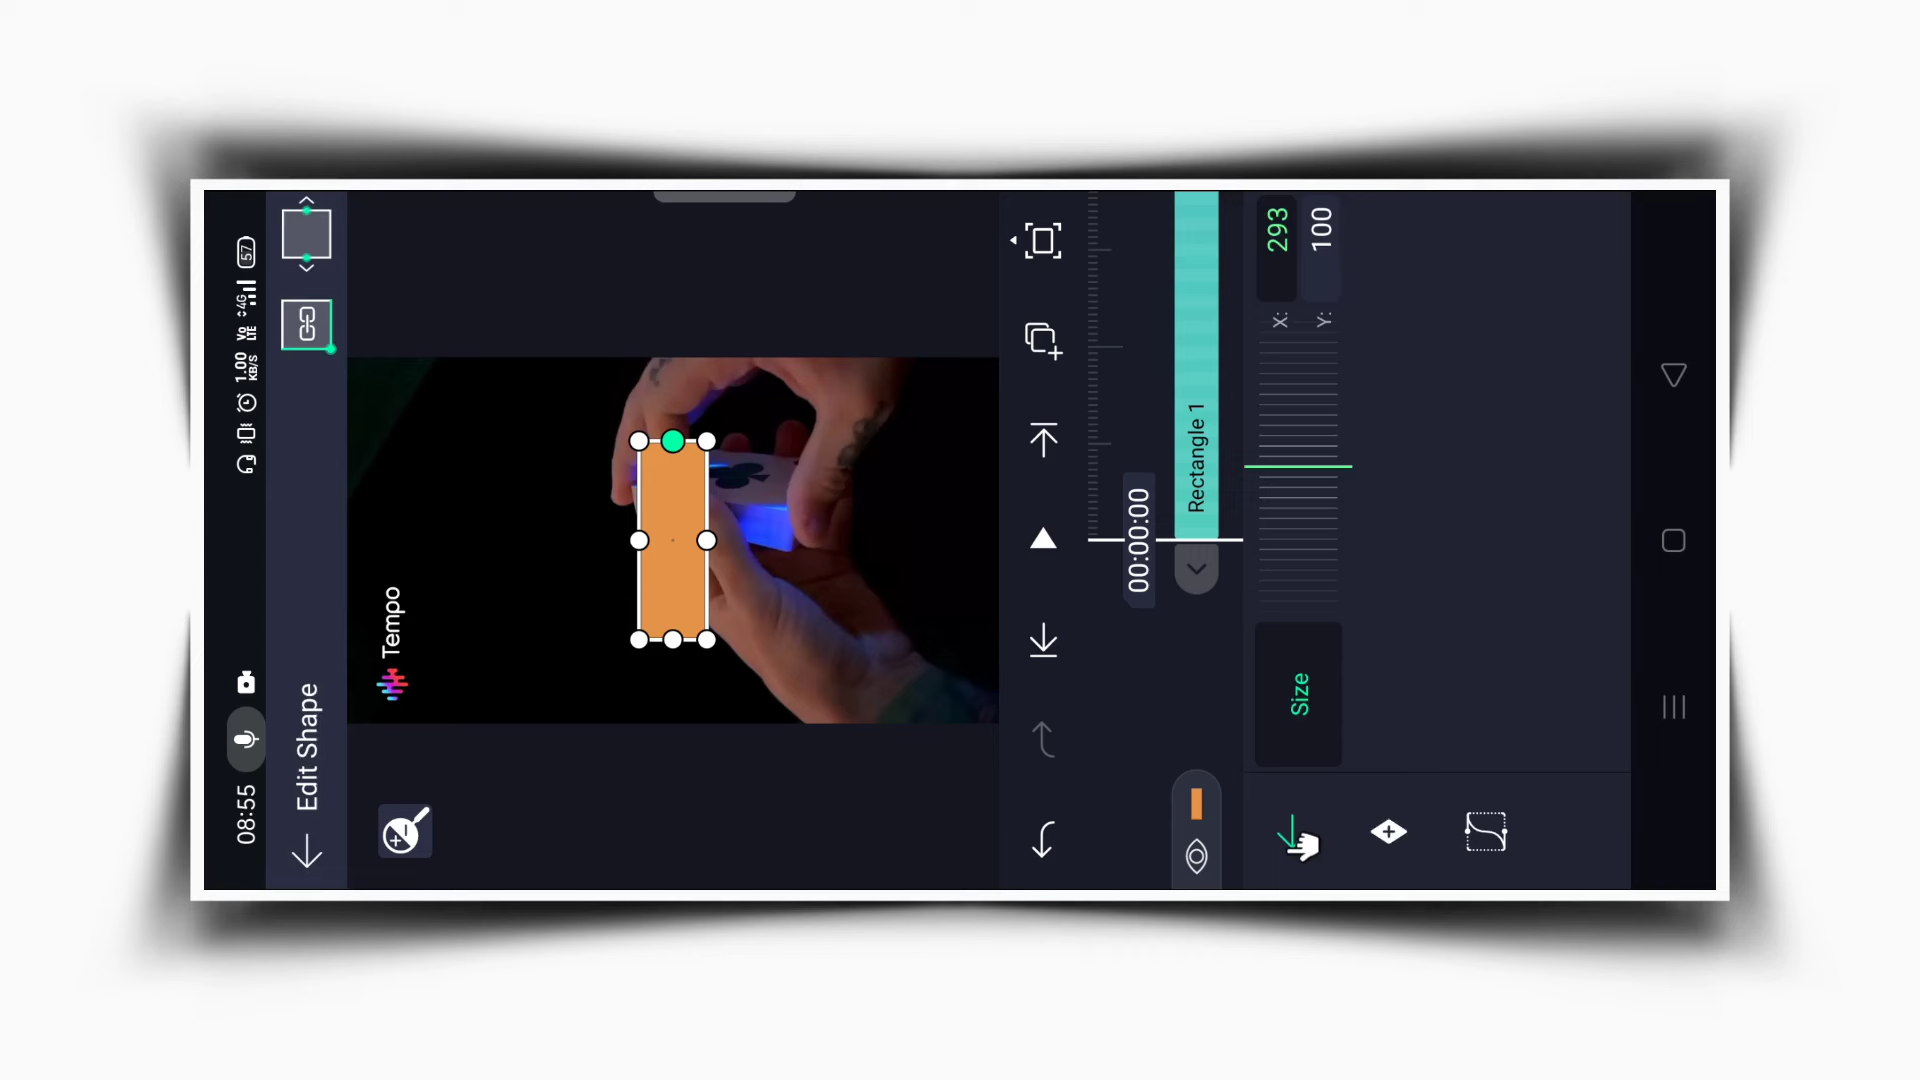 08:55
1.00 KB/S
Vo LTE
4G
57
Edit Shape
Tempo
00:00:00
Rectangle 1
Size
X: 293
Y: 100